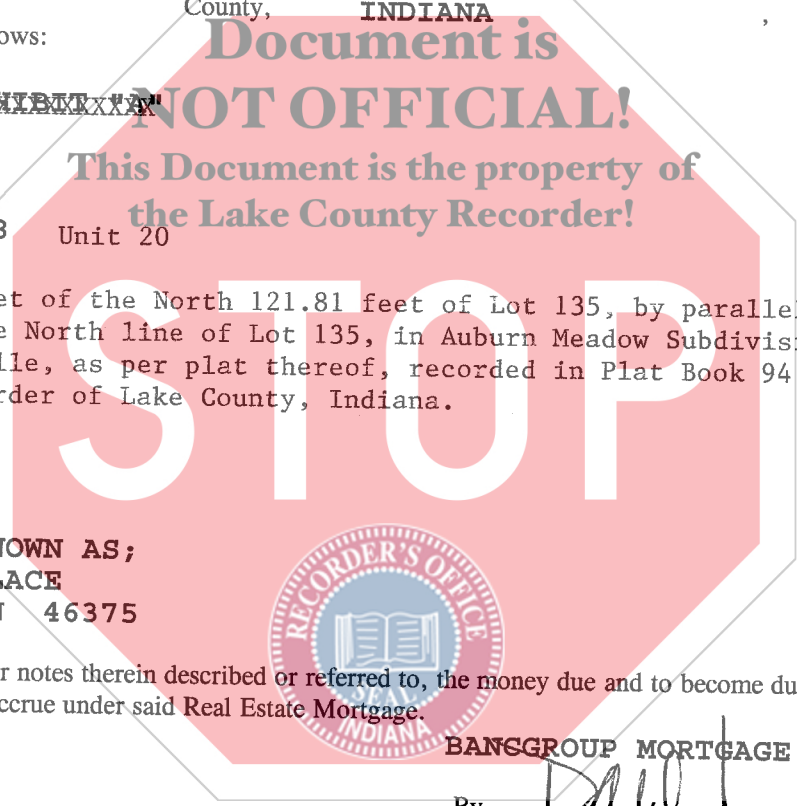 County, INDIANA ,
ows:
Document is
HIBIT "A"
NOT OFFICIAL!
This Document is the property of
the Lake County Recorder!
Unit 20
STOP
et of the North 121.81 feet of Lot 135, by paralle
e North line of Lot 135, in Auburn Meadow Subdivis
lle, as per plat thereof, recorded in Plat Book 94
rder of Lake County, Indiana.
NOWN AS;
LACE
46375
RECORDER'S OFFICE
SEAL
INDIANA
r notes therein described or referred to, the money due and to become du
ccrue under said Real Estate Mortgage.
BANCGROUP MORTGAGE
By